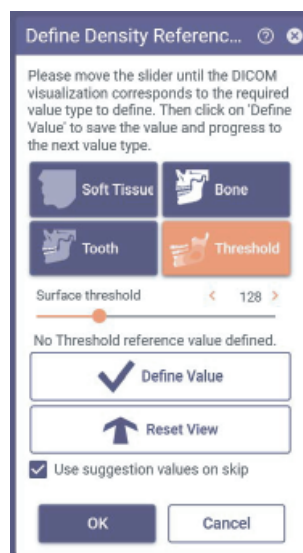 Define Density Referenc...
Please move the slider until the DICOM
visualization corresponds to the required
value type to define. Then click on 'Define
Value' to save the value and progress to
the next value type.
Soft Tissue Bone
Tooth Threshold
Surface threshold < 128 >
No Threshold reference value defined.
Define Value
Reset View
Use suggestion values on skip
OK Cancel